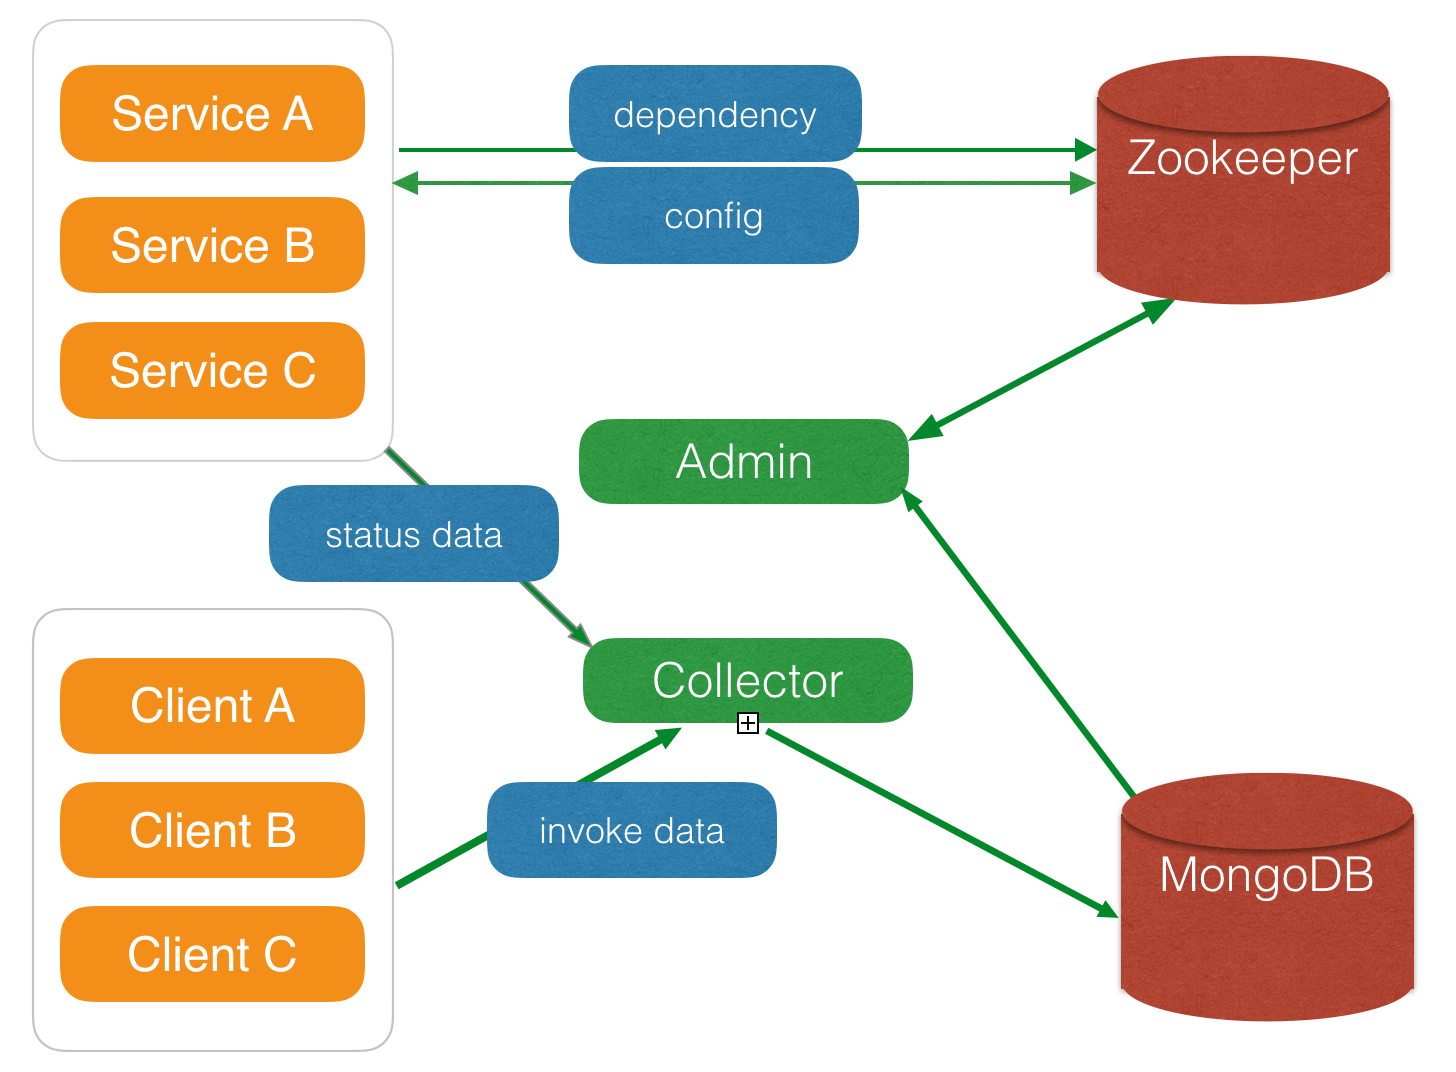 Service A
Service B
Service C
dependency
config
Zookeeper
Admin
status data
Collector
Client A
Client B
Client C
invoke data
MongoDB